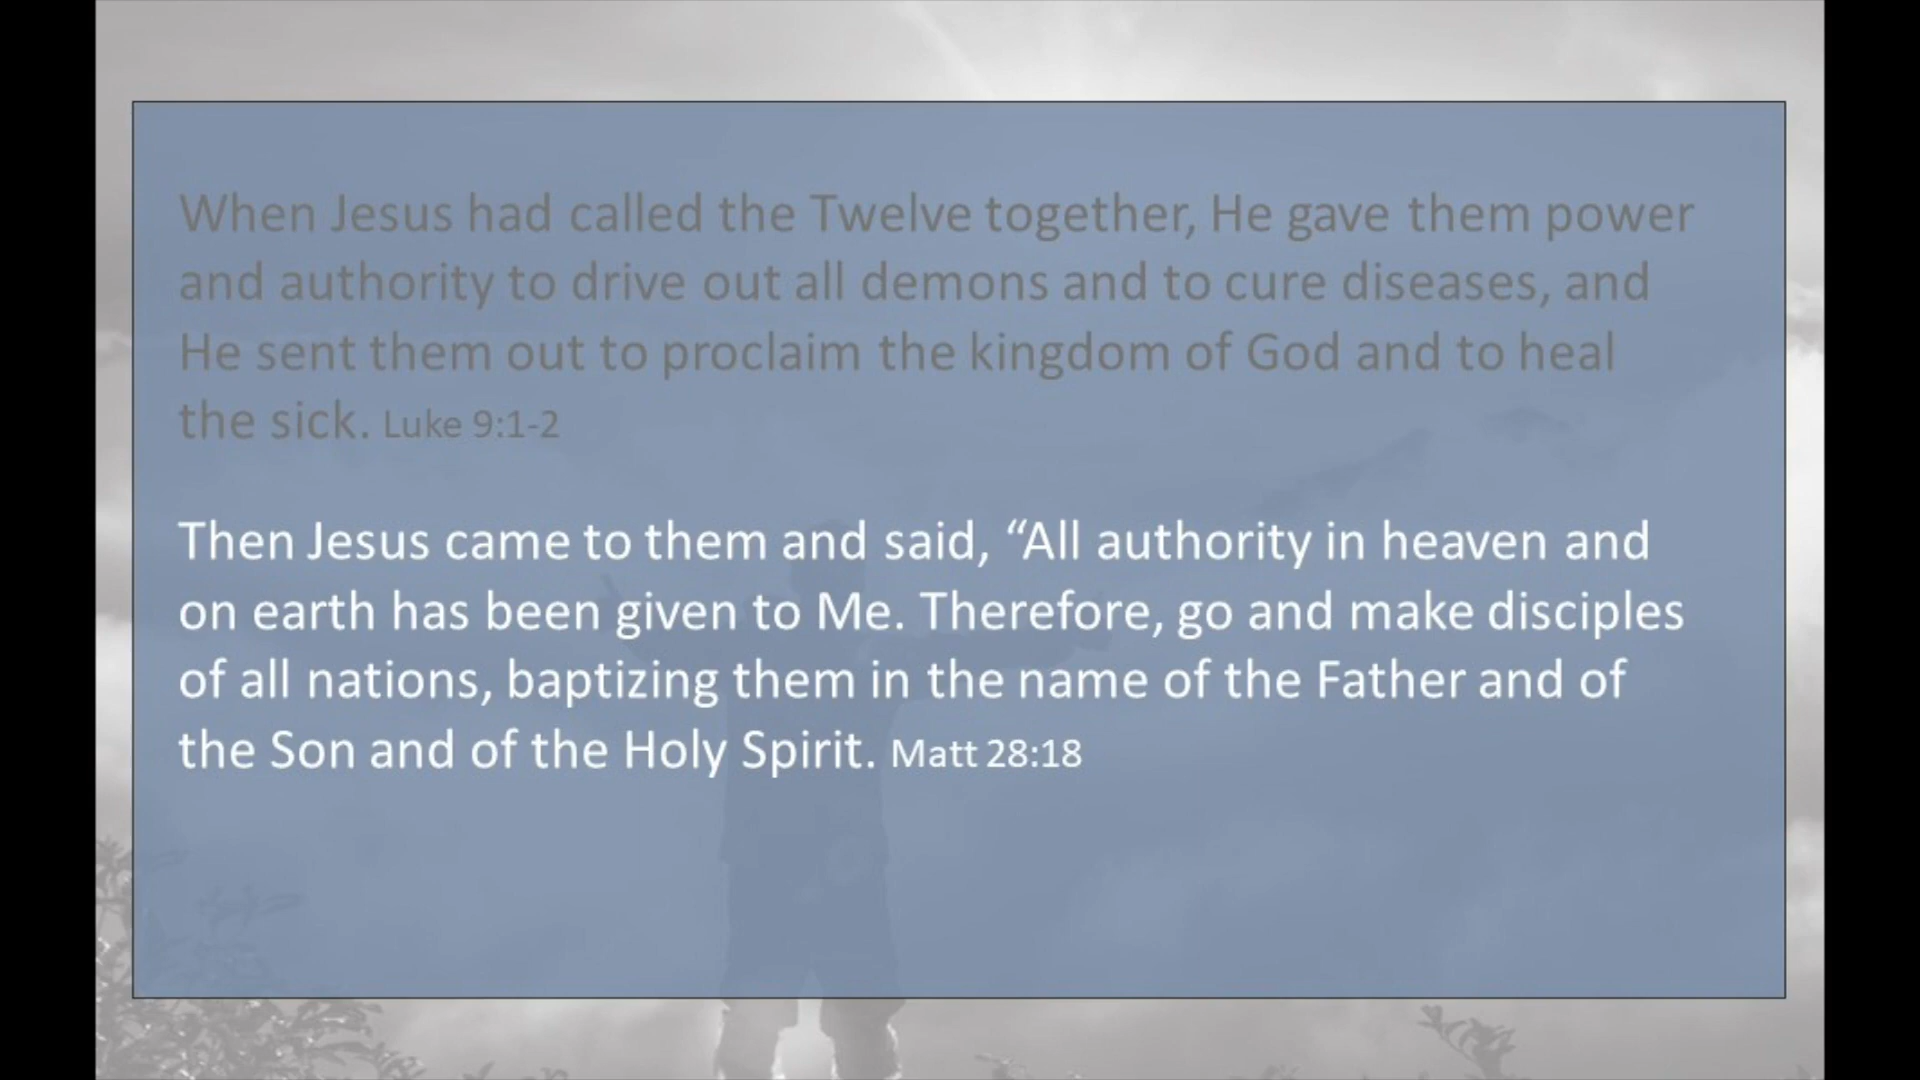 When Jesus had called the Twelve together, He gave them power
and authority to drive out all demons and to cure diseases, and
He sent them out to proclaim the kingdom of God and to heal
the sick. Luke 9:1-2
Then Jesus came to them and said, “All authority in heaven and
on earth has been given to Me. Therefore, go and make disciples
of all nations, baptizing them in the name of the Father and of
the Son and of the Holy Spirit. Matt 28:18